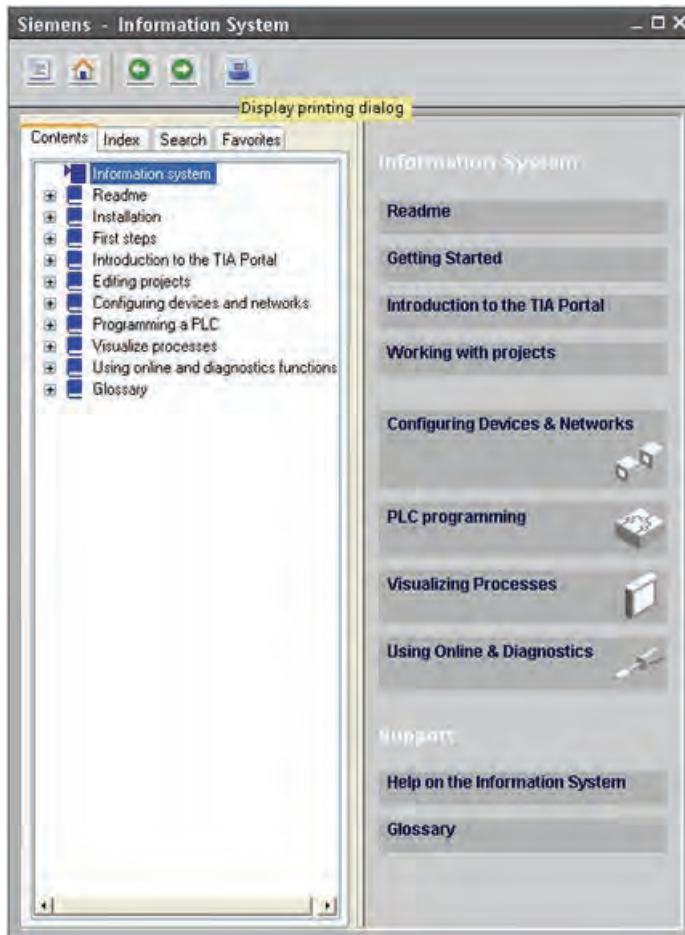 Siemens - Information System
Display printing dialog
Contents Index Search Favorites
Information system
Readme
Installation
First steps
Introduction to the TIA Portal
Editing projects
Configuring devices and networks
Programming a PLC
Visualize processes
Using online and diagnostics functions
Glossary
Information System
Readme
Getting Started
Introduction to the TIA Portal
Working with projects
Configuring Devices & Networks
PLC programming
Visualizing Processes
Using Online & Diagnostics
Support
Help on the Information System
Glossary